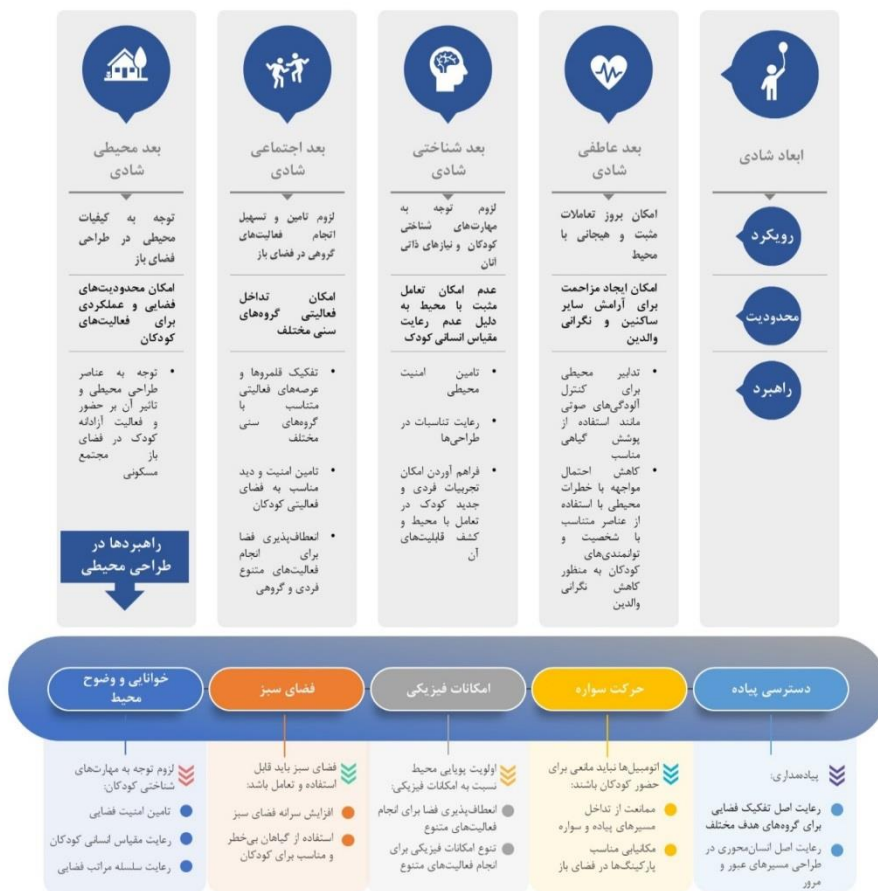 ابعاد شادی
رویکرد
محدودیت
راهبرد
بعد عاطفی
شادی
امکان بروز تعاملات
مثبت و هیجانی با
محیط
امکان ایجاد مزاحمت
برای آرامش سایر
ساکنین و نگرانی
والدین
تدابیر محیطی
برای کنترل
آلودگی‌های صوتی
مانند استفاده از
پوشش گیاهی
مناسب
کاهش احتمال
مواجهه با خطرات
محیطی با استفاده
از عناصر متناسب
با شخصیت و
توانمندی‌های
کودکان به منظور
کاهش نگرانی
والدین
بعد شناختی
شادی
لزوم توجه به
مهارت‌های شناختی
کودکان و نیازهای ذاتی
آنان
عدم امکان تعامل
مثبت با محیط به
دلیل عدم رعایت
مقیاس انسانی کودک
تامین امنیت
محیطی
رعایت تناسبات در
طراحی‌ها
فراهم آوردن امکان
تجربیات فردی و
جدید کودک در
تعامل با محیط و
کشف قابلیت‌های
آن
بعد اجتماعی
شادی
لزوم تامین و تسهیل
انجام فعالیت‌های
گروهی در فضای باز
امکان تداخل
فعالیتی گروه‌های
سنی مختلف
تفکیک قلمروها و
عرصه‌های فعالیتی
متناسب با
گروه‌های سنی
مختلف
تامین امنیت و دید
مناسب به فضای
فعالیتی کودکان
انعطاف‌پذیری فضا
برای انجام
فعالیت‌های متنوع
فردی و گروهی
بعد محیطی
شادی
توجه به کیفیات
محیطی در طراحی
فضای باز
امکان محدودیت‌های
فضایی و عملکردی
برای فعالیت‌های
کودکان
توجه به عناصر
طراحی محیطی و
تاثیر آن بر حضور
و فعالیت آزادانه
کودک در فضای
باز مجتمع
مسکونی
راهبردها در
طراحی محیطی
دسترسی پیاده
حرکت سواره
امکانات فیزیکی
فضای سبز
خوانایی و وضوح
محیط
پیاده‌مداری:
رعایت اصل تفکیک فضایی
برای گروه‌های هدف مختلف
رعایت اصل انسان‌محوری در
طراحی مسیرهای عبور و
مرور
اتومبیل‌ها نباید مانعی برای
حضور کودکان باشند:
ممانعت از تداخل
مسیرهای پیاده و سواره
مکانیابی مناسب
پارکینگ‌ها در فضای باز
اولویت پویایی محیط
نسبت به امکانات فیزیکی:
انعطاف‌پذیری فضا برای انجام
فعالیت‌های متنوع
تنوع امکانات فیزیکی برای
انجام فعالیت‌های متنوع
فضای سبز باید قابل
استفاده و تعامل باشد:
افزایش سرانه فضای سبز
استفاده از گیاهان بی‌خطر
و مناسب برای کودکان
لزوم توجه به مهارت‌های
شناختی کودکان:
تامین امنیت فضایی
رعایت مقیاس انسانی کودکان
رعایت سلسله مراتب فضایی